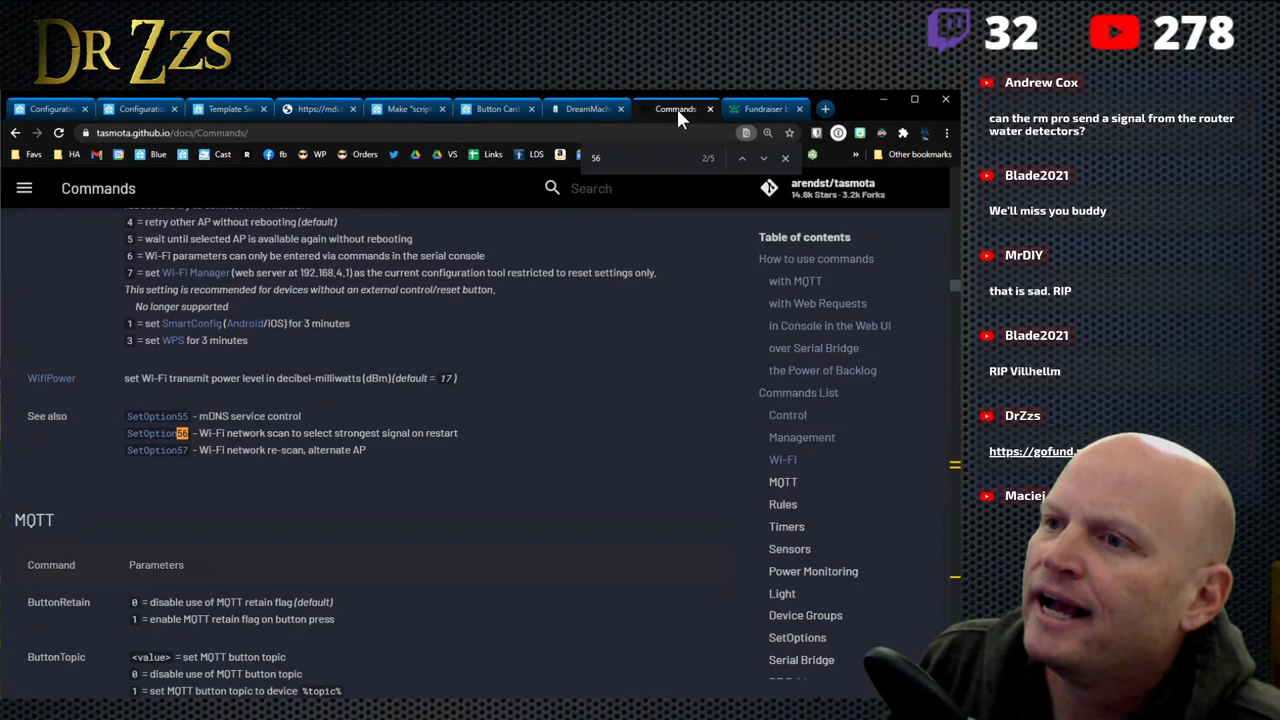 DR ZZS
32
278
Configuratio
Configuratio
Template Sw
https://mdi.
Make "script
Button Card
DreamMach
Commands
Fundraiser b
tasmota.github.io/docs/Commands/
Favs
HA
Blue
Cast
R
WP
Orders
VS
Links
LDS
Other bookmarks
56
2/5
Commands
Search
arendst/tasmota
14.6k Stars · 3.2k Forks
4 = retry other AP without rebooting (default)
5 = wait until selected AP is available again without rebooting
6 = Wi-Fi parameters can only be entered via commands in the serial console
7 = set Wi-Fi Manager (web server at 192.168.4.1) as the current configuration tool restricted to reset settings only.
This setting is recommended for devices without an external control/reset button.
No longer supported
1 = set SmartConfig (Android/iOS) for 3 minutes
3 = set WPS for 3 minutes
WifiPower
set Wi-Fi transmit power level in decibel-milliwatts (dBm) (default = 17 )
See also
SetOption55 - mDNS service control
SetOption56 - Wi-Fi network scan to select strongest signal on restart
SetOption57 - Wi-Fi network re-scan, alternate AP
MQTT
Command
Parameters
ButtonRetain
0 = disable use of MQTT retain flag (default)
1 = enable MQTT retain flag on button press
ButtonTopic
<value> = set MQTT button topic
0 = disable use of MQTT button topic
1 = set MQTT button topic to device %topic%
Table of contents
How to use commands
with MQTT
with Web Requests
in Console in the Web UI
over Serial Bridge
the Power of Backlog
Commands List
Control
Management
Wi-Fi
MQTT
Rules
Timers
Sensors
Power Monitoring
Light
Device Groups
SetOptions
Serial Bridge
Andrew Cox
can the rm pro send a signal from the router
water detectors?
Blade2021
We'll miss you buddy
MrDIY
that is sad. RIP
Blade2021
RIP Villhellm
DrZzs
https://gofund.
Maciej